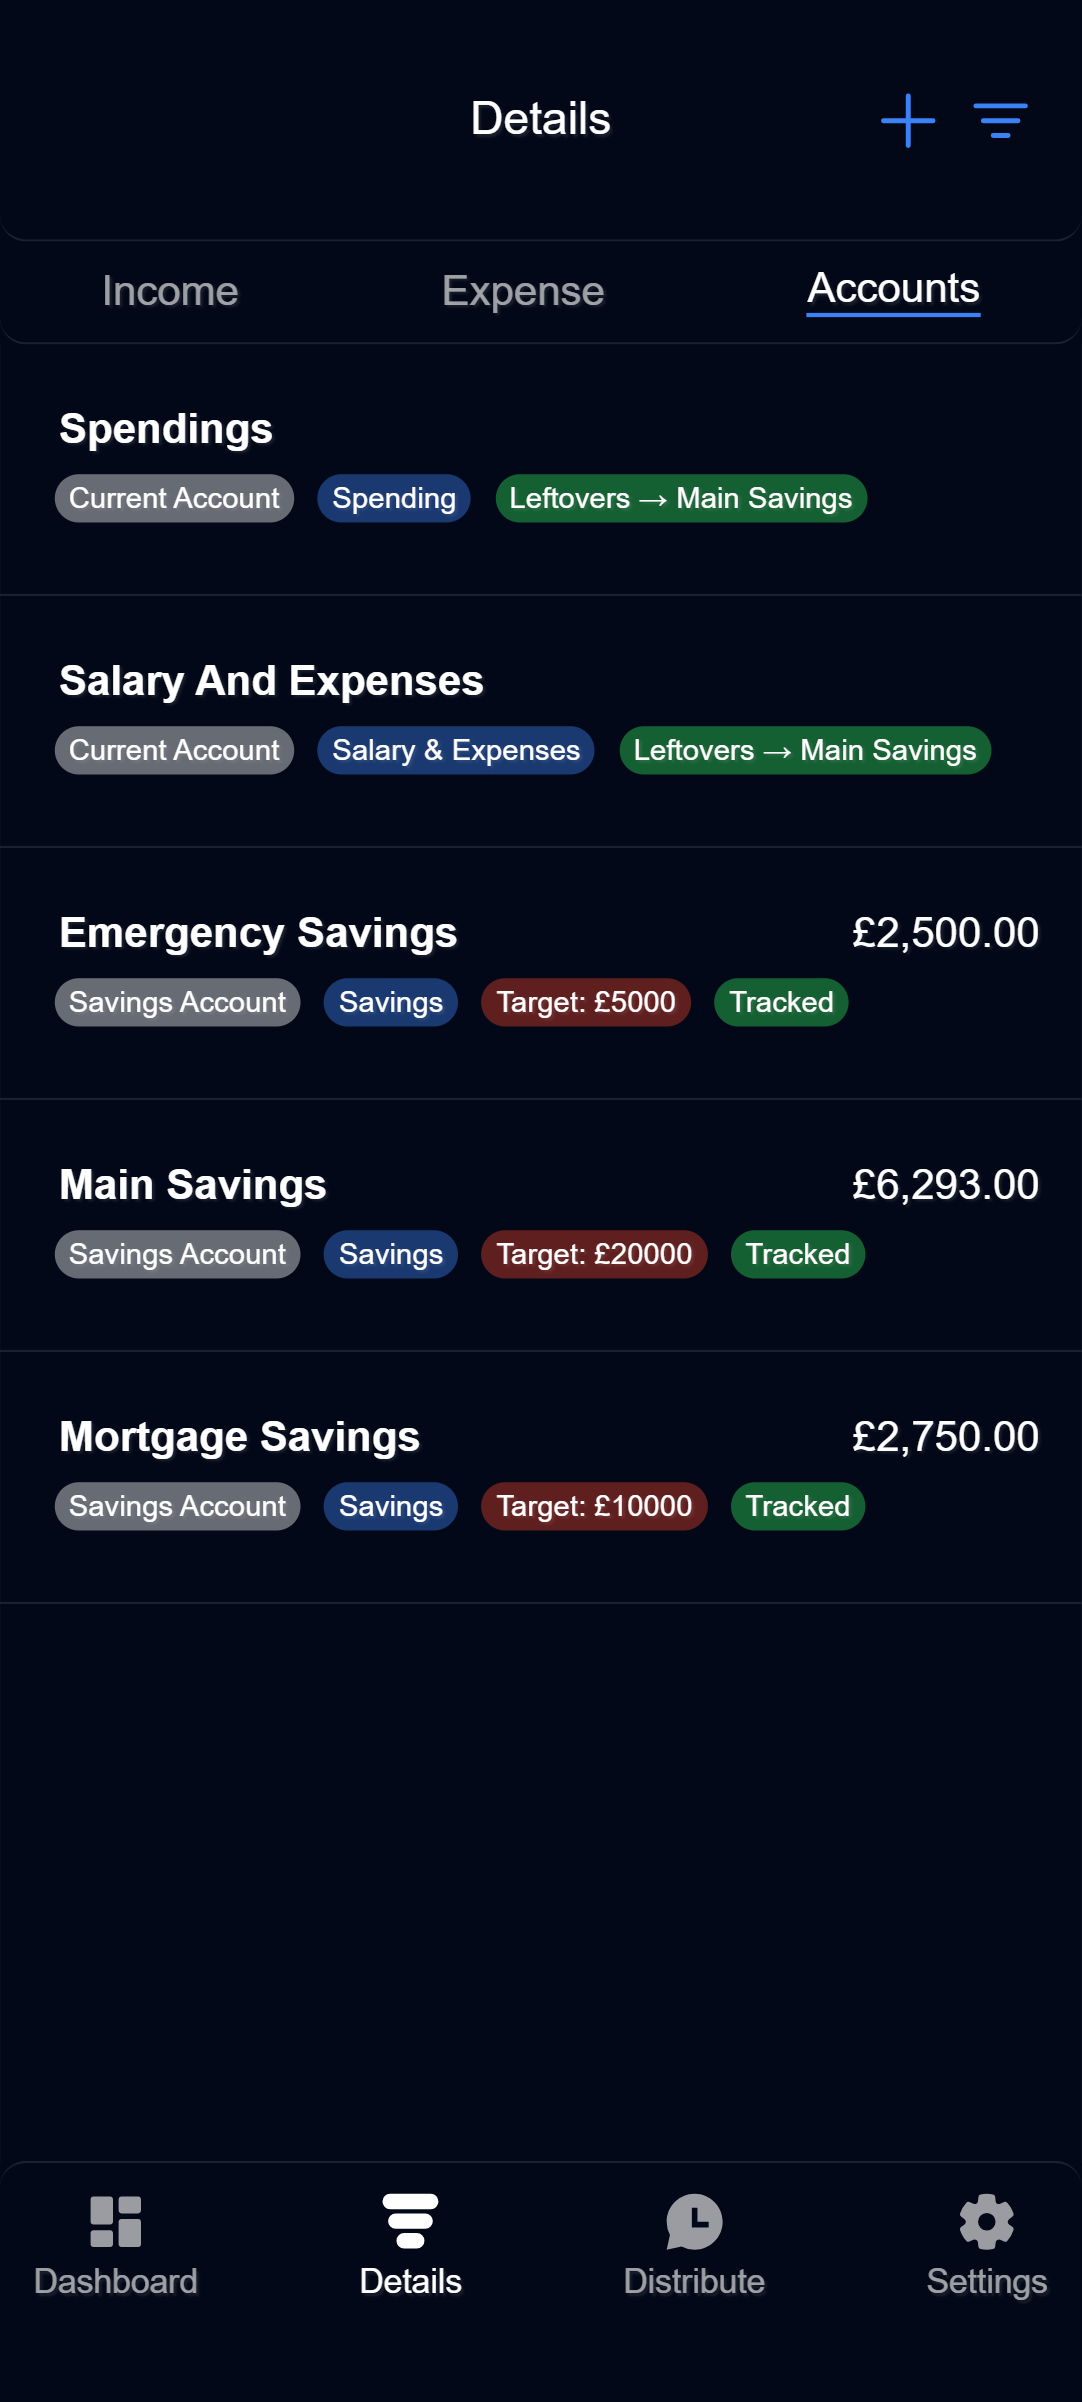 Details
Income Expense Accounts
Spendings
Current Account Spending Leftovers → Main Savings
Salary And Expenses
Current Account Salary & Expenses Leftovers → Main Savings
Emergency Savings £2,500.00
Savings Account Savings Target: £5000 Tracked
Main Savings £6,293.00
Savings Account Savings Target: £20000 Tracked
Mortgage Savings £2,750.00
Savings Account Savings Target: £10000 Tracked
Dashboard Details Distribute Settings